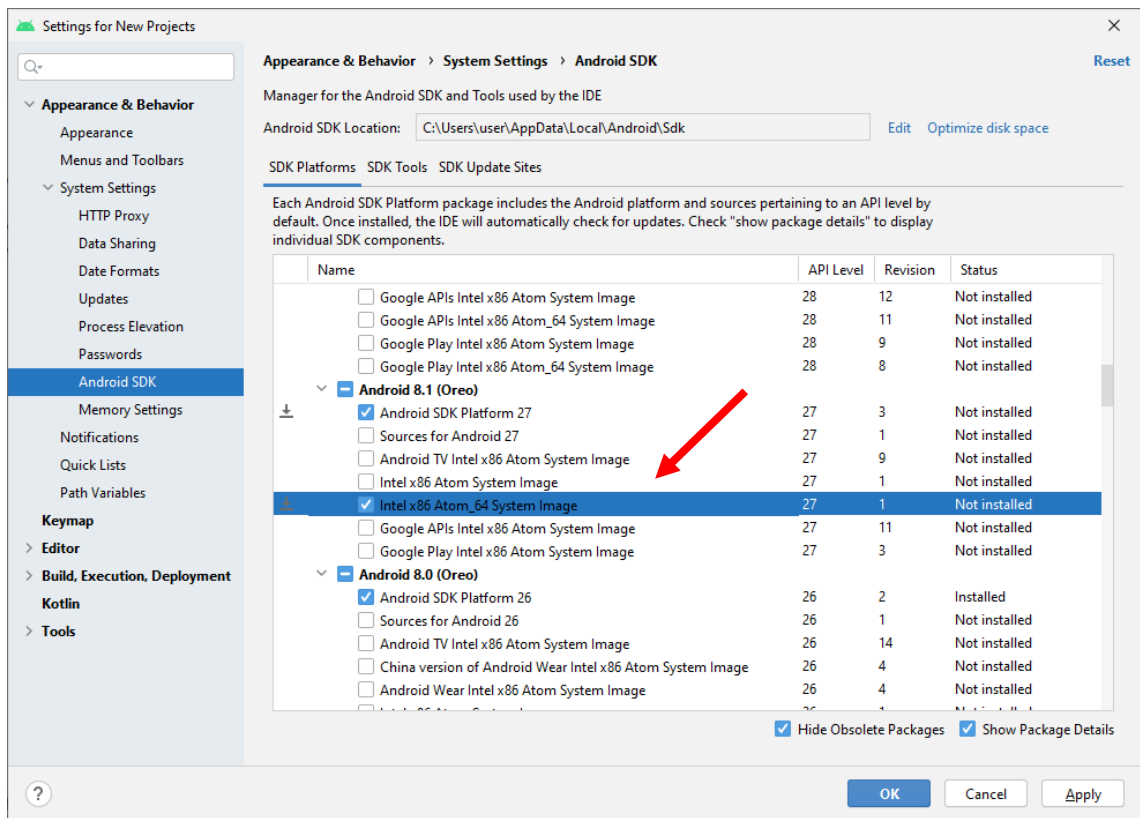 Settings for New Projects
Appearance & Behavior
Appearance
Menus and Toolbars
System Settings
HTTP Proxy
Data Sharing
Date Formats
Updates
Process Elevation
Passwords
Android SDK
Memory Settings
Notifications
Quick Lists
Path Variables
Keymap
Editor
Build, Execution, Deployment
Kotlin
Tools
Appearance & Behavior › System Settings › Android SDK Reset
Manager for the Android SDK and Tools used by the IDE
Android SDK Location: C:\Users\user\AppData\Local\Android\Sdk Edit Optimize disk space
SDK Platforms SDK Tools SDK Update Sites
Each Android SDK Platform package includes the Android platform and sources pertaining to an API level by
default. Once installed, the IDE will automatically check for updates. Check "show package details" to display
individual SDK components.
Name API Level Revision Status
Google APIs Intel x86 Atom System Image 28 12 Not installed
Google APIs Intel x86 Atom_64 System Image 28 11 Not installed
Google Play Intel x86 Atom System Image 28 9 Not installed
Google Play Intel x86 Atom_64 System Image 28 8 Not installed
Android 8.1 (Oreo)
Android SDK Platform 27 27 3 Not installed
Sources for Android 27 27 1 Not installed
Android TV Intel x86 Atom System Image 27 9 Not installed
Intel x86 Atom System Image 27 1 Not installed
Intel x86 Atom_64 System Image 27 1 Not installed
Google APIs Intel x86 Atom System Image 27 11 Not installed
Google Play Intel x86 Atom System Image 27 3 Not installed
Android 8.0 (Oreo)
Android SDK Platform 26 26 2 Installed
Sources for Android 26 26 1 Not installed
Android TV Intel x86 Atom System Image 26 14 Not installed
China version of Android Wear Intel x86 Atom System Image 26 4 Not installed
Android Wear Intel x86 Atom System Image 26 4 Not installed
Hide Obsolete Packages Show Package Details
? OK Cancel Apply